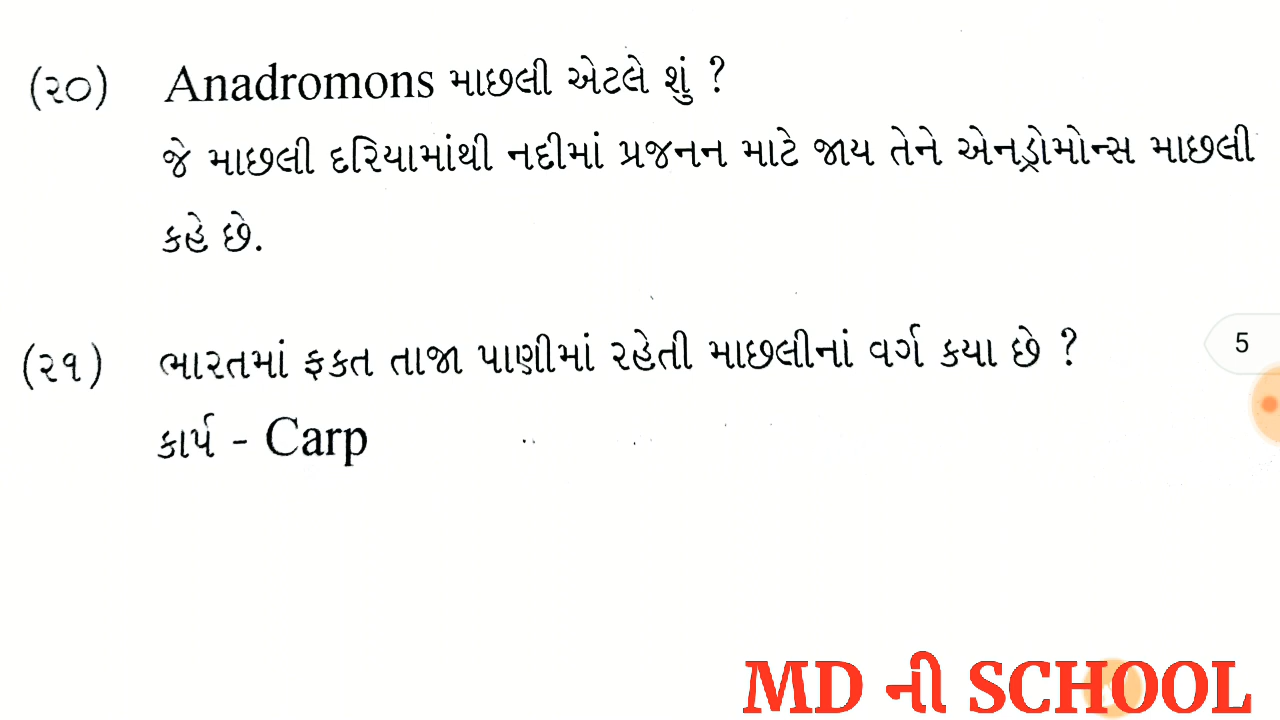 (૨૦) Anadromons માછલી એટલે શું ?
જે માછલી દરિયામાંથી નદીમાં પ્રજનન માટે જાય તેને એનડ્રોમોન્સ માછલી
કહે છે.
(૨૧) ભારતમાં ફકત તાજા પાણીમાં રહેતી માછલીનાં વર્ગ કયા છે ?
5
કાર્પ - Carp
MD ની SCHOOL